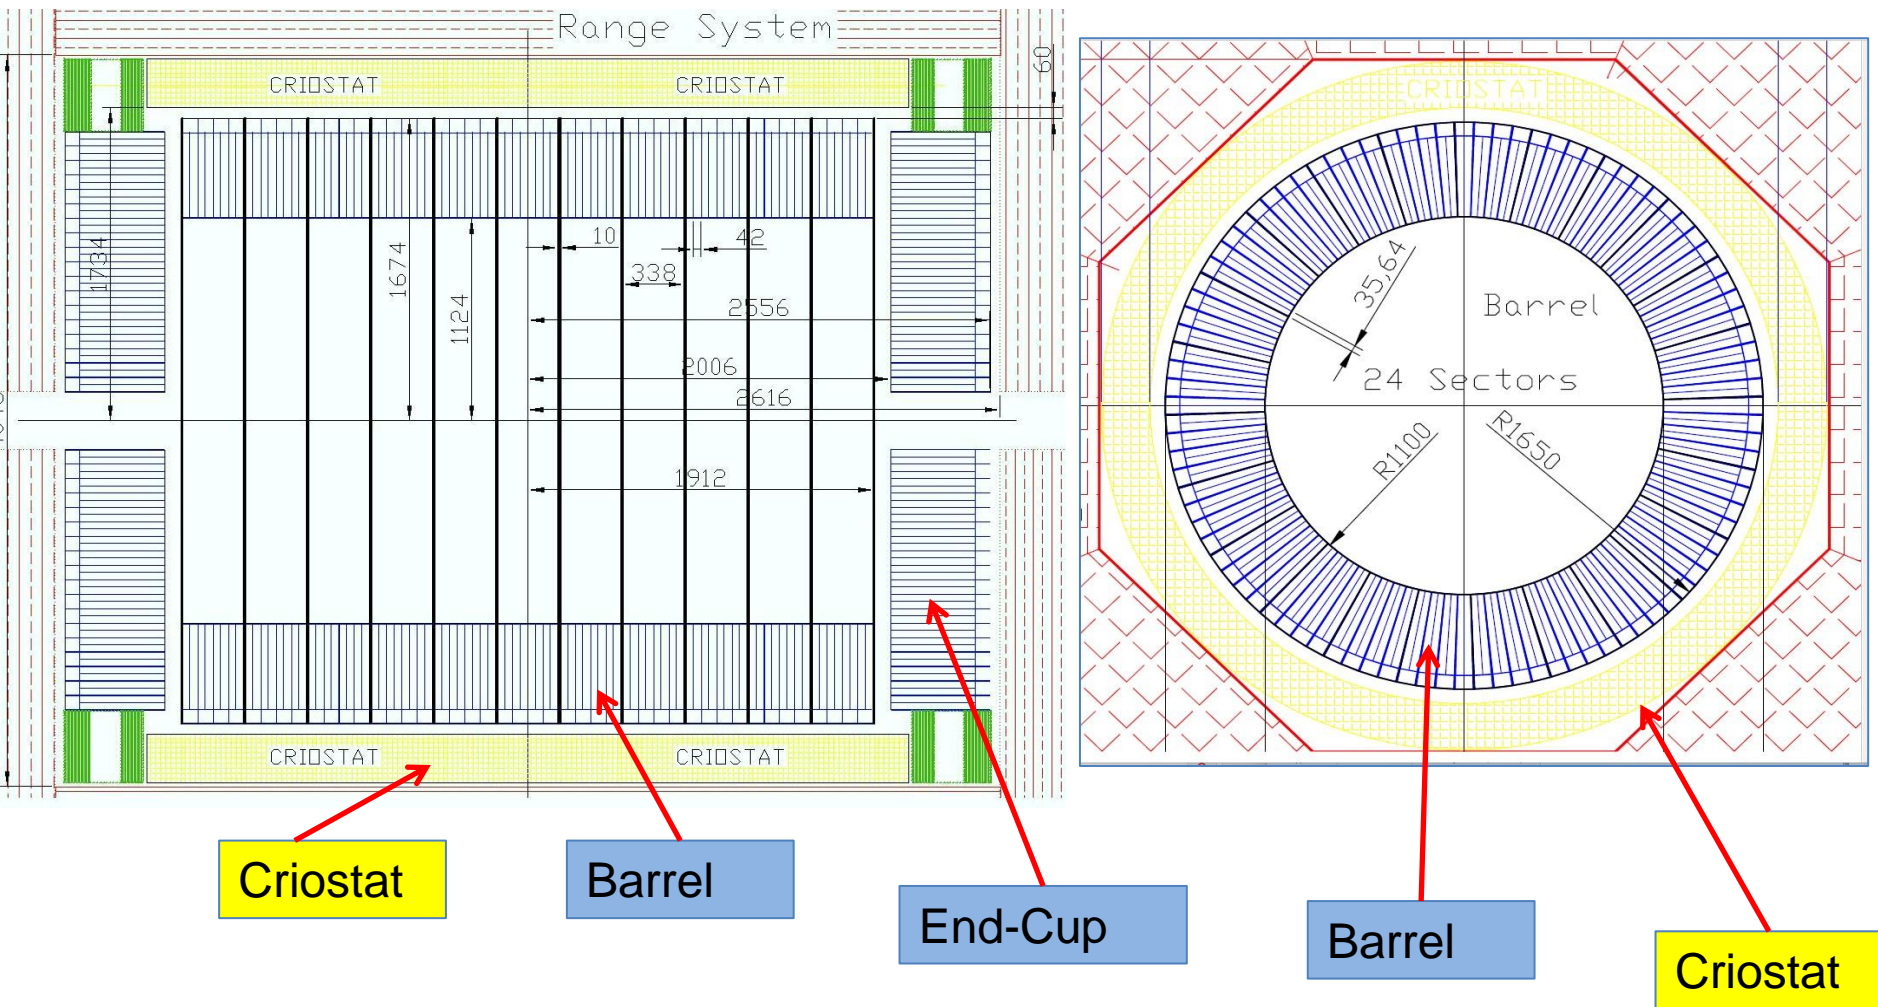 Range System
CRIOSTAT
CRIOSTAT
60
1734
1674
1124
10
42
338
2556
2006
2616
1912
CRIOSTAT
CRIOSTAT
CRIOSTAT
35,64
Barrel
24 Sectors
R1100
R1650
Criostat
Barrel
End-Cup
Barrel
Criostat